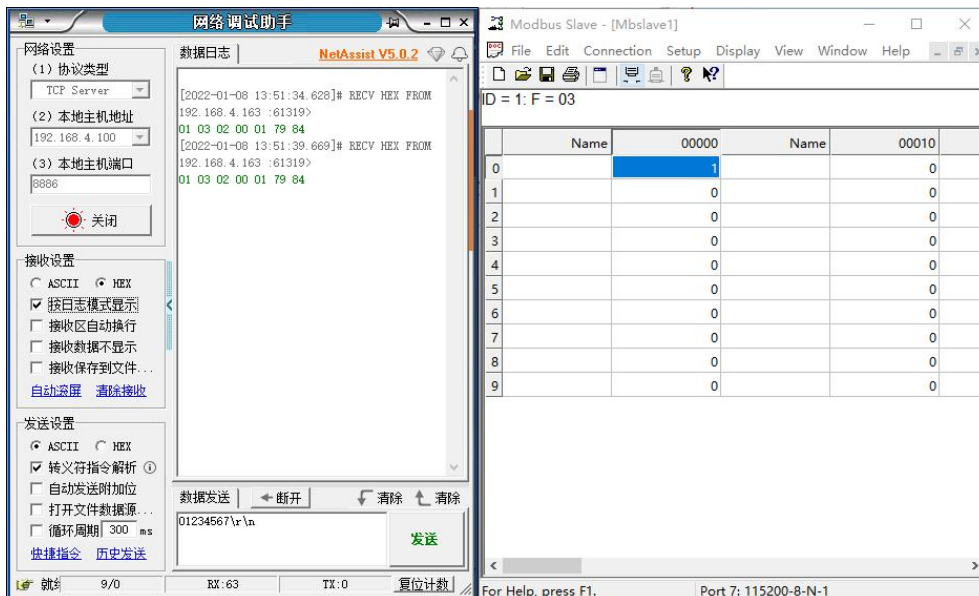 网络调试助手
网络设置
(1) 协议类型
TCP Server
(2) 本地主机地址
192.168.4.100
(3) 本地主机端口
8886
关闭
接收设置
ASCII HEX
按日志模式显示
接收区自动换行
接收数据不显示
接收保存到文件...
自动滚屏 清除接收
发送设置
ASCII HEX
转义符指令解析
自动发送附加位
打开文件数据源...
循环周期 300 ms
快捷指令 历史发送
数据日志 NetAssist V5.0.2
[2022-01-08 13:51:34.628]# RECV HEX FROM
192.168.4.163 :61319>
01 03 02 00 01 79 84
[2022-01-08 13:51:39.669]# RECV HEX FROM
192.168.4.163 :61319>
01 03 02 00 01 79 84
数据发送 断开 清除 清除
01234567\r\n
发送
9/0 RX:63 TX:0 复位计数
Modbus Slave - [Mbslave1]
File Edit Connection Setup Display View Window Help
ID = 1: F = 03
Name 00000 Name 00010
0 1 0
1 0 0
2 0 0
3 0 0
4 0 0
5 0 0
6 0 0
7 0 0
8 0 0
9 0 0
For Help, press F1. Port 7: 115200-8-N-1